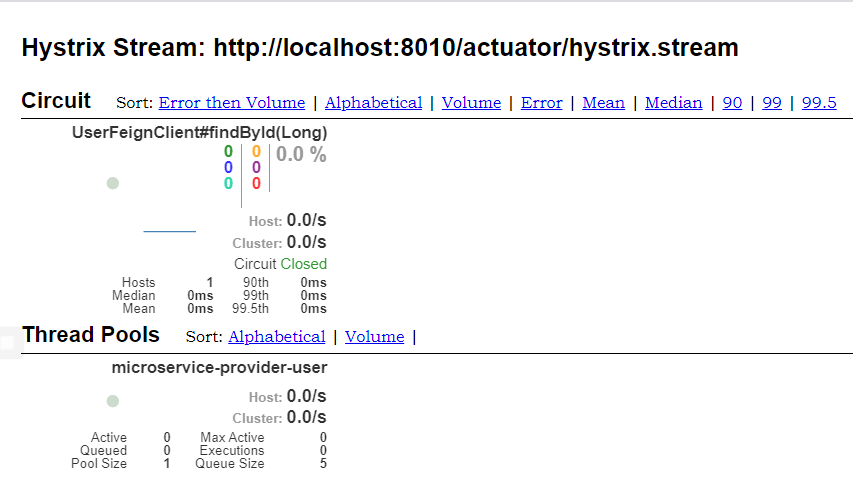 Hystrix Stream: http://localhost:8010/actuator/hystrix.stream
Circuit Sort: Error then Volume | Alphabetical | Volume | Error | Mean | Median | 90 | 99 | 99.5
UserFeignClient#findById(Long)
0 0 0.0 %
0 0
0 0
Host: 0.0/s
Cluster: 0.0/s
Circuit Closed
Hosts 1 90th 0ms
Median 0ms 99th 0ms
Mean 0ms 99.5th 0ms
Thread Pools Sort: Alphabetical | Volume |
microservice-provider-user
Host: 0.0/s
Cluster: 0.0/s
Active 0 Max Active 0
Queued 0 Executions 0
Pool Size 1 Queue Size 5